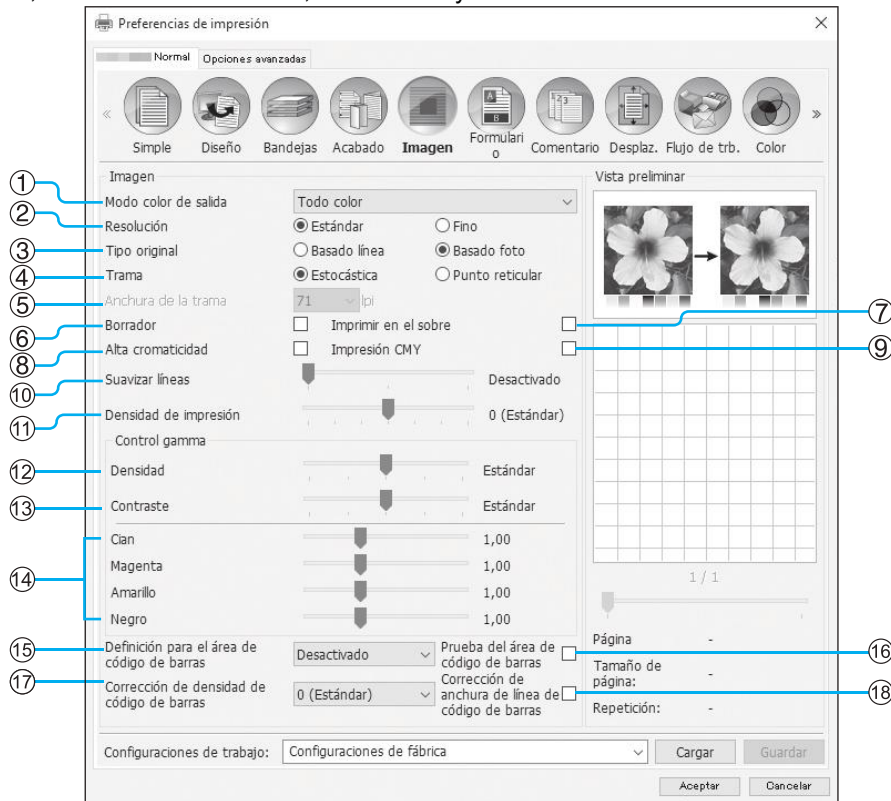 Preferencias de impresión
Normal Opciones avanzadas
« Simple Diseño Bandejas Acabado Imagen Formulari o Comentario Desplaz. Flujo de trb. Color »
A
B
1 2 3
Imagen
Vista preliminar
① Modo color de salida Todo color
② Resolución Estándar Fino
③ Tipo original Basado línea Basado foto
④ Trama Estocástica Punto reticular
⑤ Anchura de la trama 71 lpi
⑥ Borrador Imprimir en el sobre ⑦
⑧ Alta cromaticidad Impresión CMY ⑨
⑩ Suavizar líneas Desactivado
⑪ Densidad de impresión 0 (Estándar)
Control gamma
⑫ Densidad Estándar
⑬ Contraste Estándar
⑭ Cian 1,00
Magenta 1,00
Amarillo 1,00
Negro 1,00
1 / 1
⑮ Definición para el área de código de barras Desactivado Prueba del área de código de barras ⑯
⑰ Corrección de densidad de código de barras 0 (Estándar) Corrección de anchura de línea de código de barras ⑱
Página -
Tamaño de página: -
Repetición: -
Configuraciones de trabajo: Configuraciones de fábrica Cargar Guardar
Aceptar Cancelar